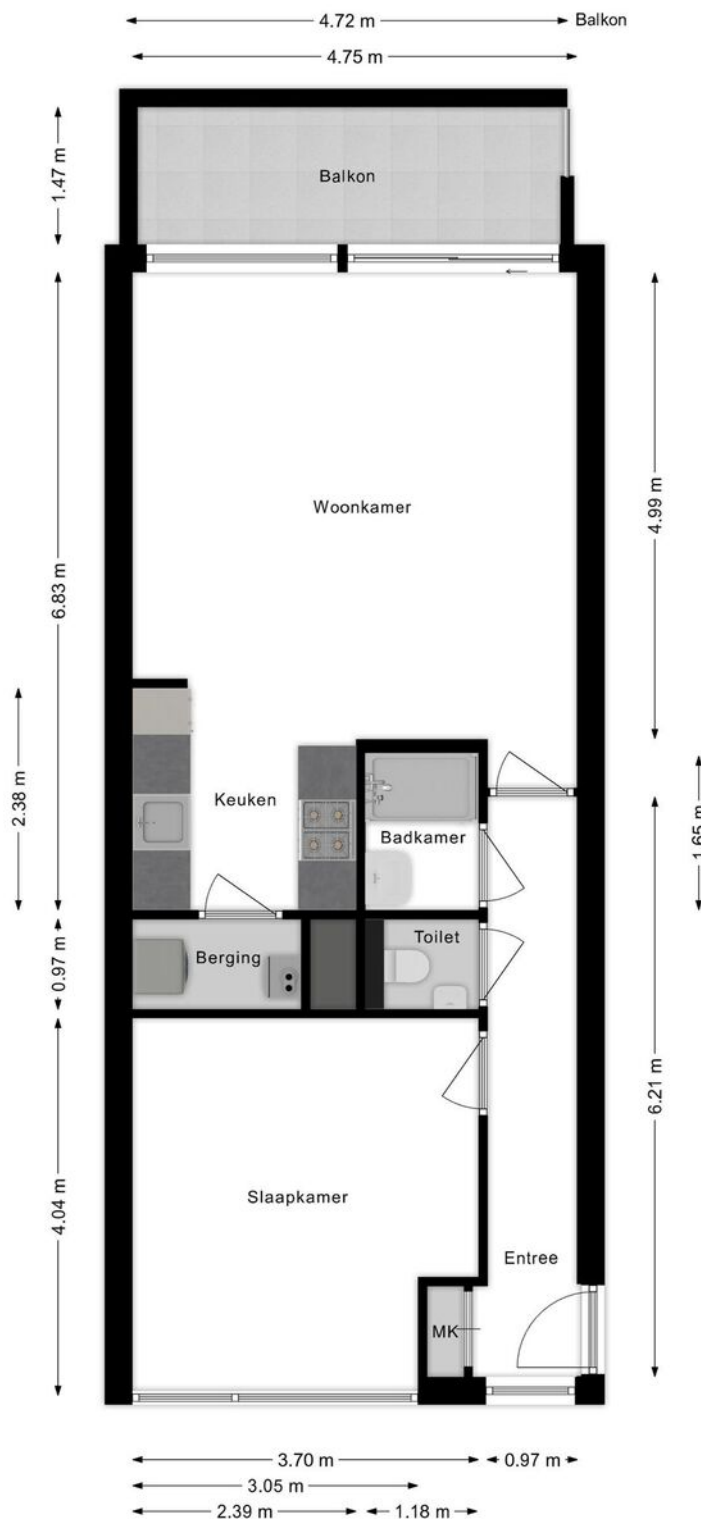 4.72 m
Balkon
4.75 m
1.47 m
Balkon
6.83 m
Woonkamer
4.99 m
2.38 m
Keuken
Badkamer
1.65 m
0.97 m
Berging
Toilet
4.04 m
Slaapkamer
6.21 m
Entree
MK
3.70 m
0.97 m
3.05 m
2.39 m
1.18 m